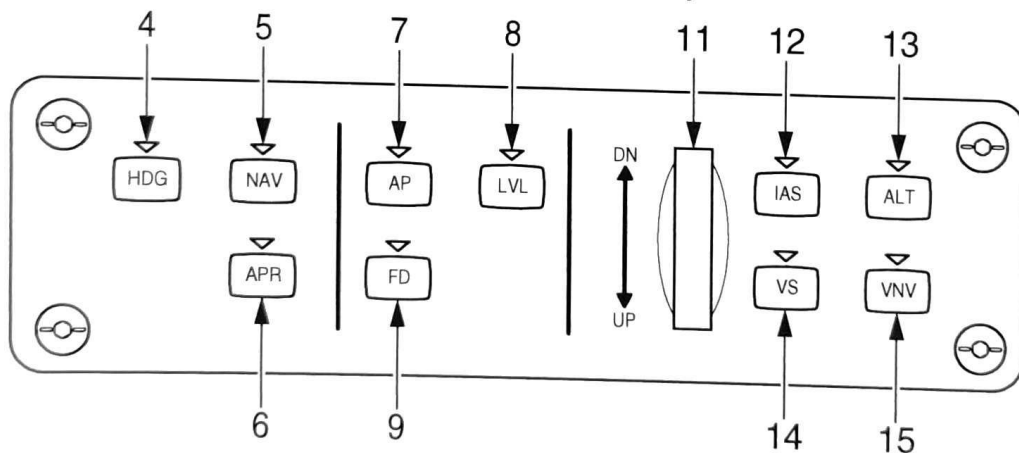 4 5 7 8 11 12 13
HDG NAV AP LVL DN IAS ALT
APR FD UP VS VNV
6 9 14 15